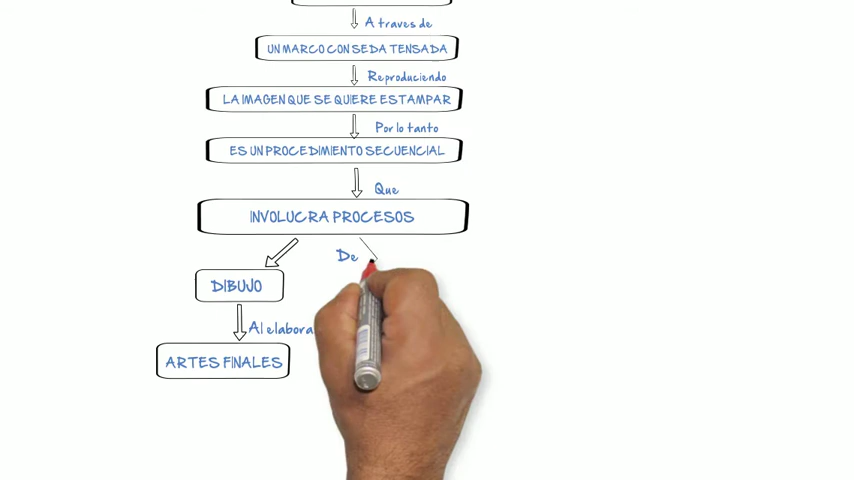 A traves de
UN MARCO CON SEDA TENSADA
Reproduciendo
LA IMAGEN QUE SE QUIERE ESTAMPAR
Por lo tanto
ES UN PROCEDIMIENTO SECUENCIAL
Que
INVOLUCRA PROCESOS
De
DIBUJO
Al elabora
ARTES FINALES